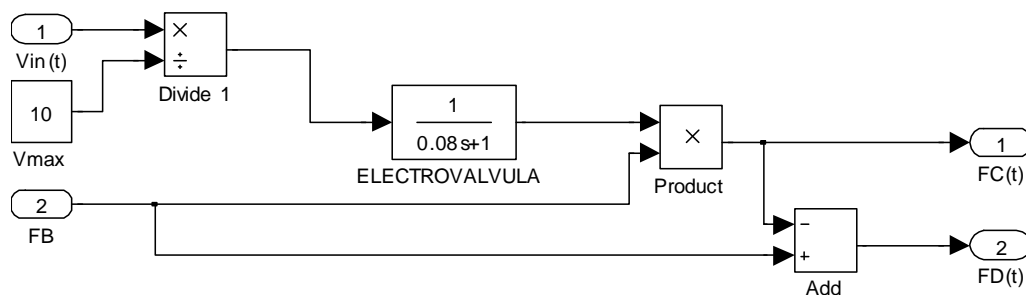 1
Vin(t)
×
÷
Divide 1
10
Vmax
1
0.08s+1
ELECTROVALVULA
×
Product
1
FC(t)
2
FB
−
+
Add
2
FD(t)